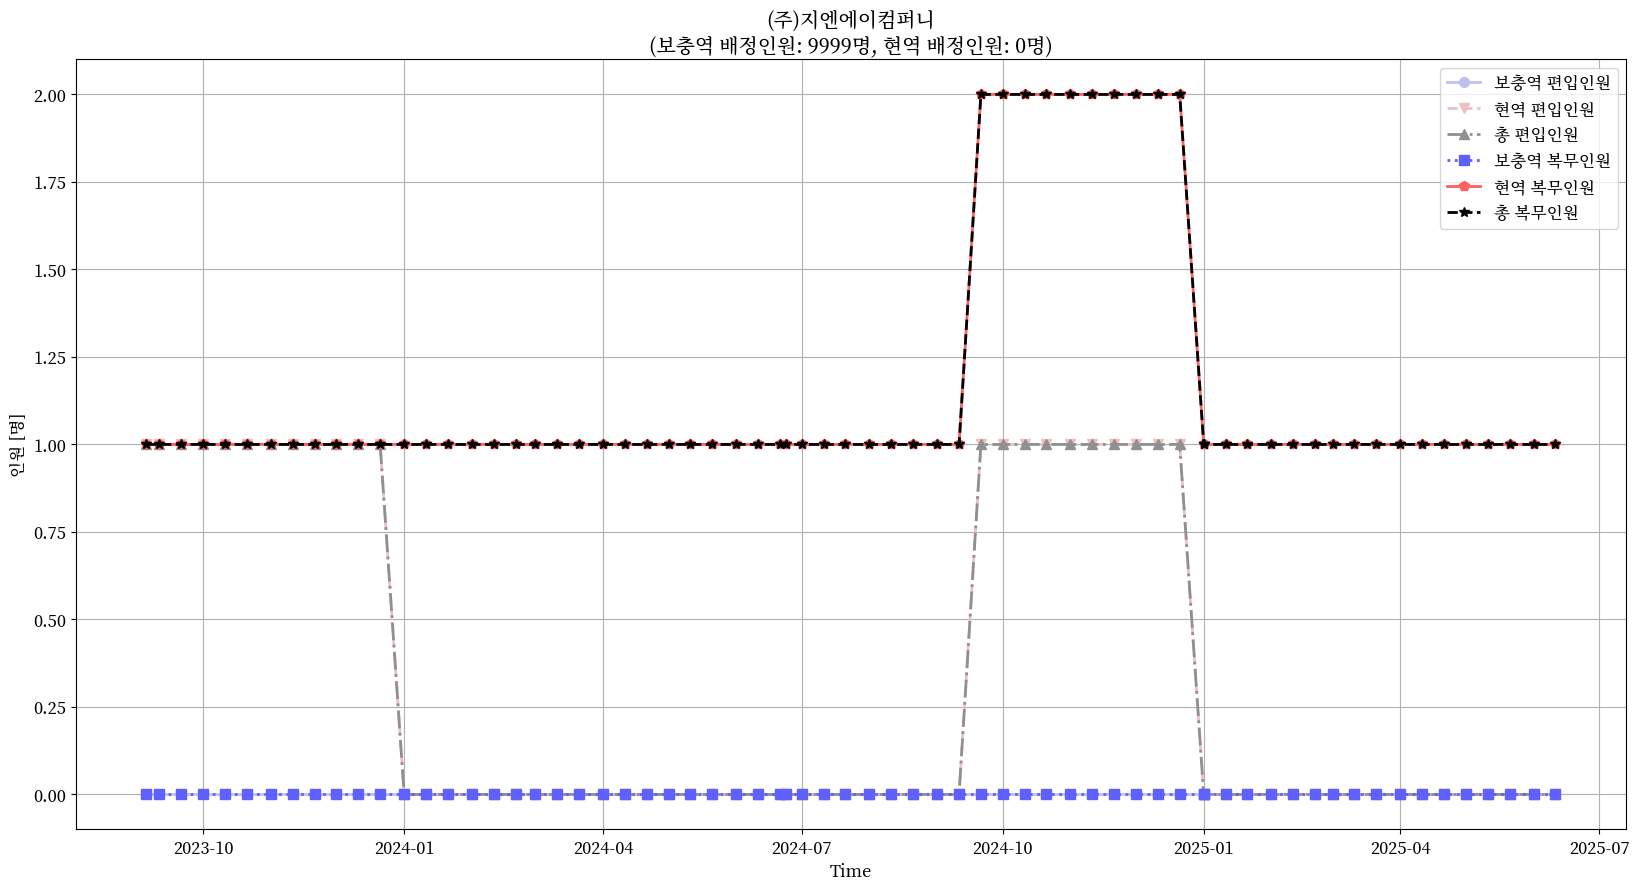 (주)지엔에이컴퍼니
(보충역 배정인원: 9999명, 현역 배정인원: 0명)
보충역 편입인원
현역 편입인원
총 편입인원
보충역 복무인원
현역 복무인원
총 복무인원
인원 [명]
2.00
1.75
1.50
1.25
1.00
0.75
0.50
0.25
0.00
2023-10
2024-01
2024-04
2024-07
2024-10
2025-01
2025-04
2025-07
Time